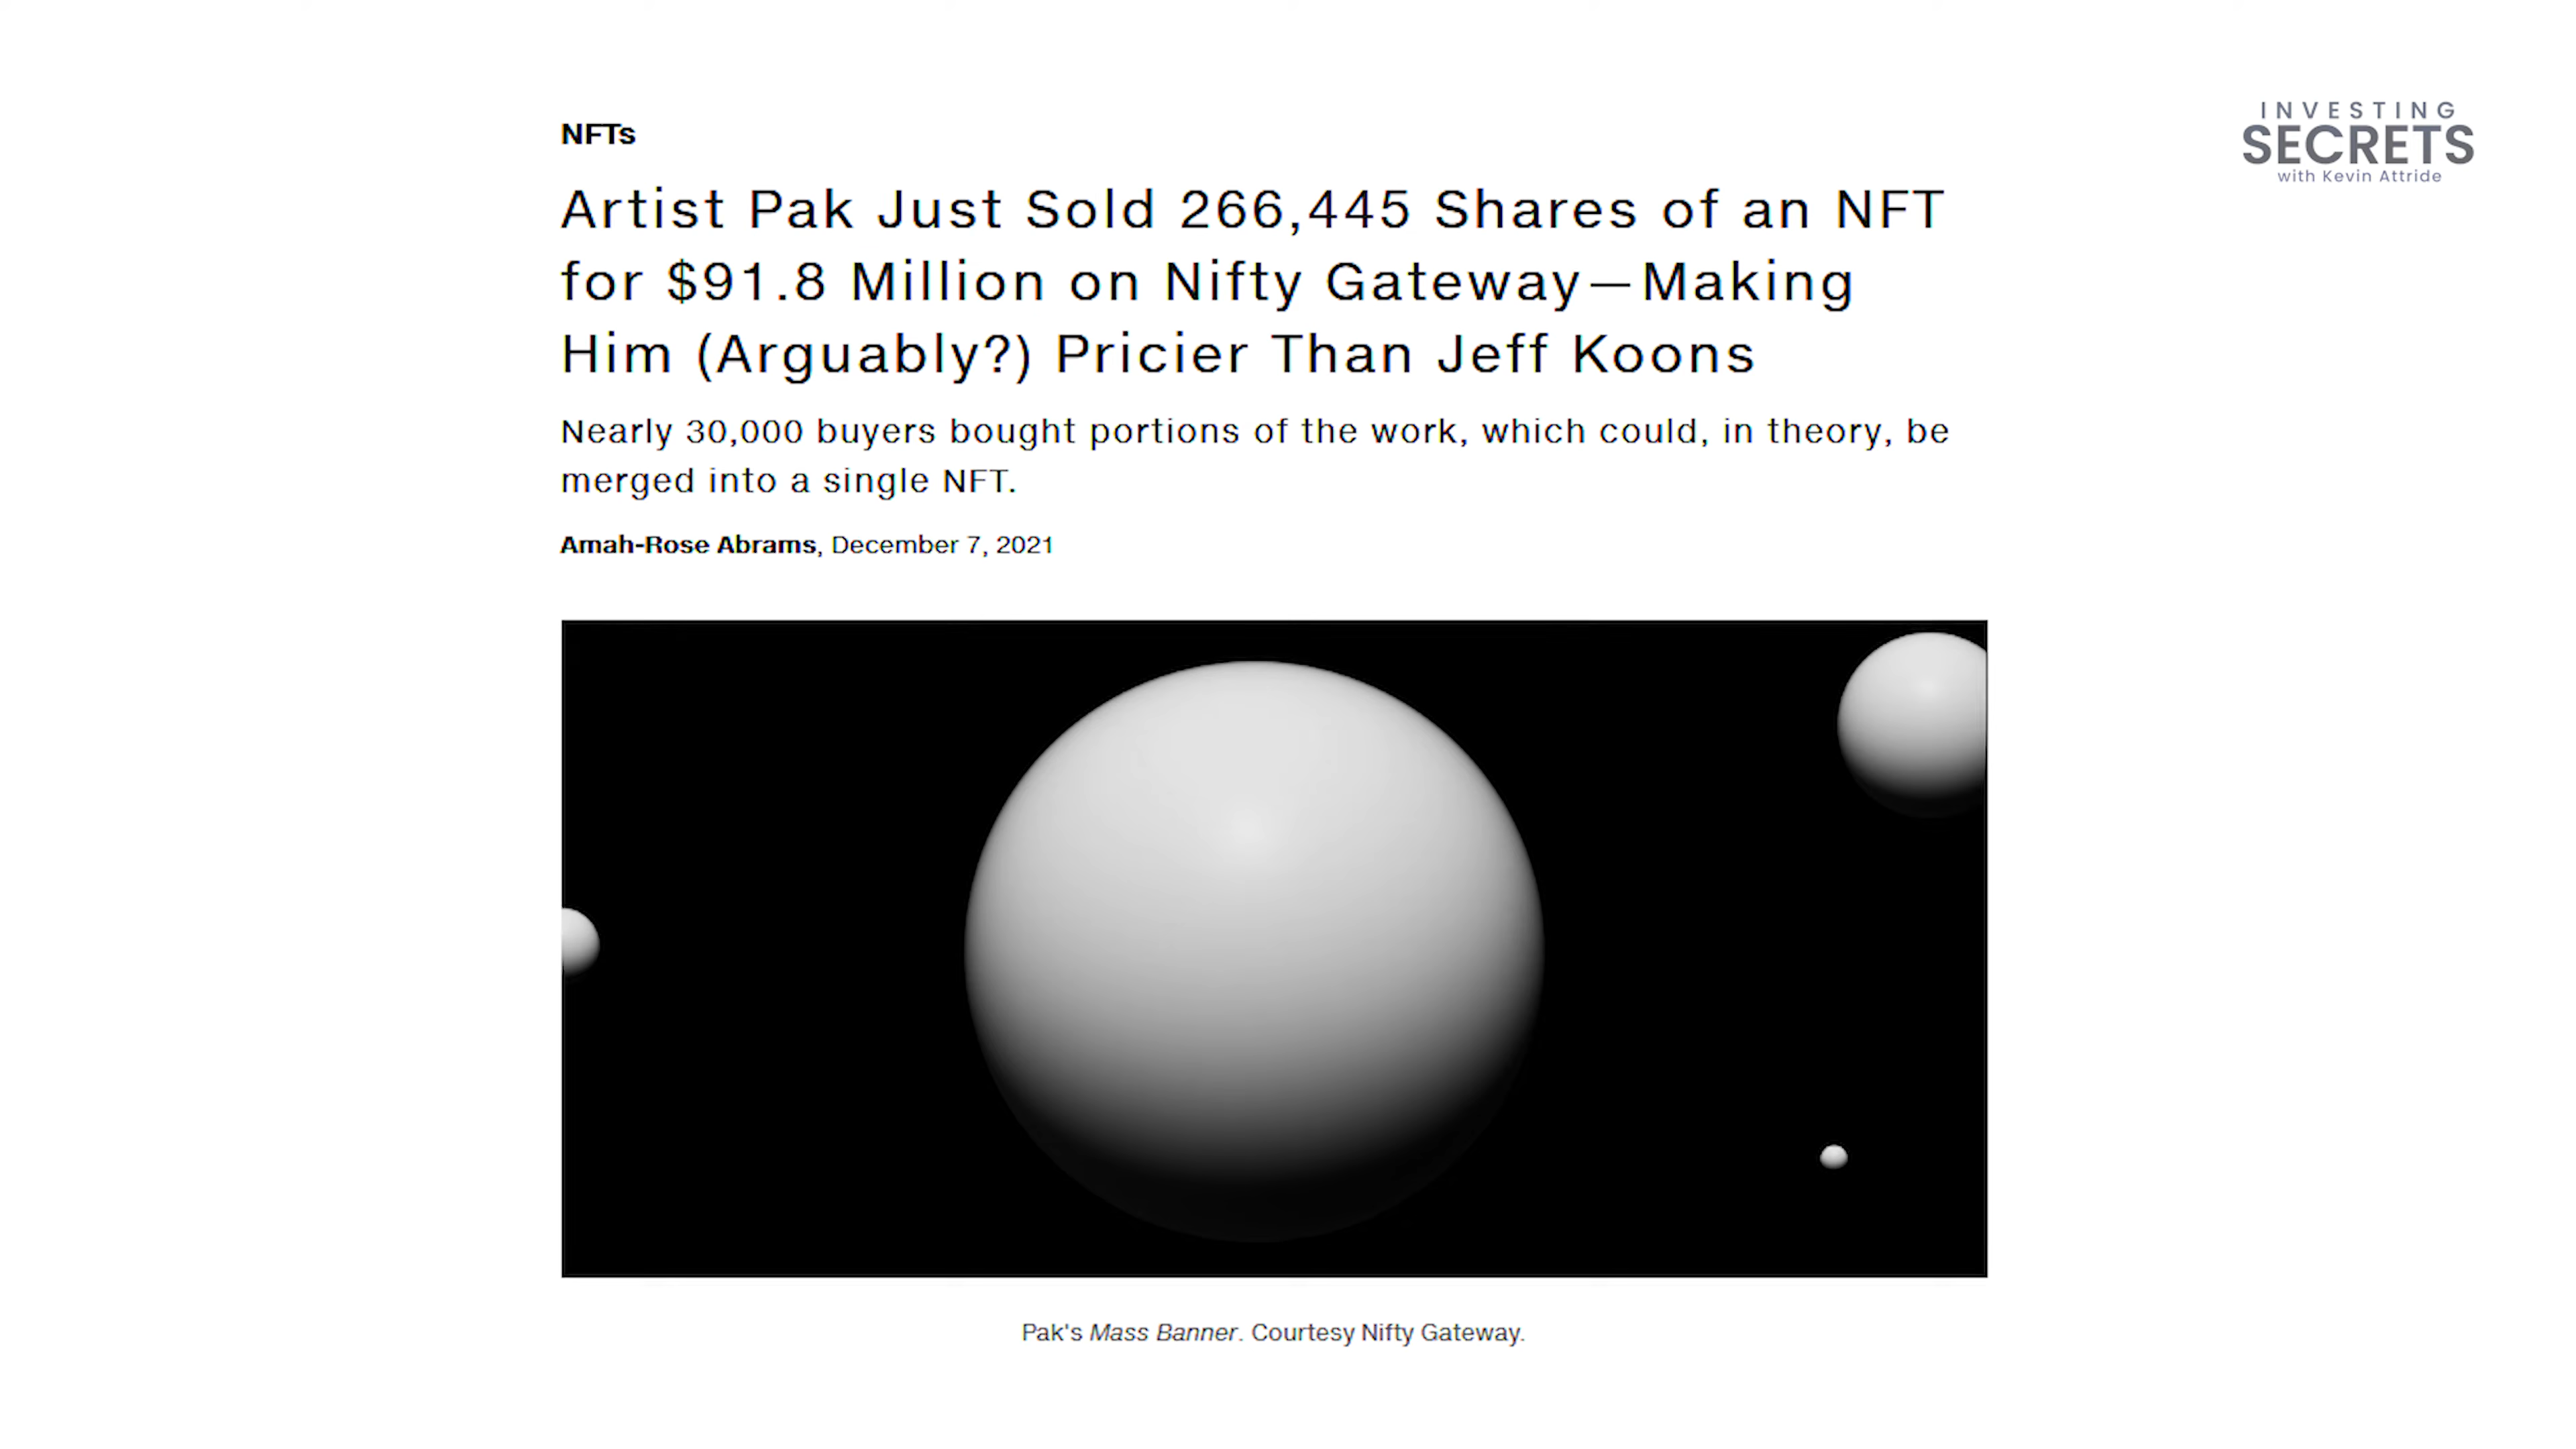 INVESTING
SECRETS
with Kevin Attride
NFTs
Artist Pak Just Sold 266,445 Shares of an NFT
for $91.8 Million on Nifty Gateway—Making
Him (Arguably?) Pricier Than Jeff Koons
Nearly 30,000 buyers bought portions of the work, which could, in theory, be
merged into a single NFT.
Amah-Rose Abrams, December 7, 2021
Pak's Mass Banner. Courtesy Nifty Gateway.